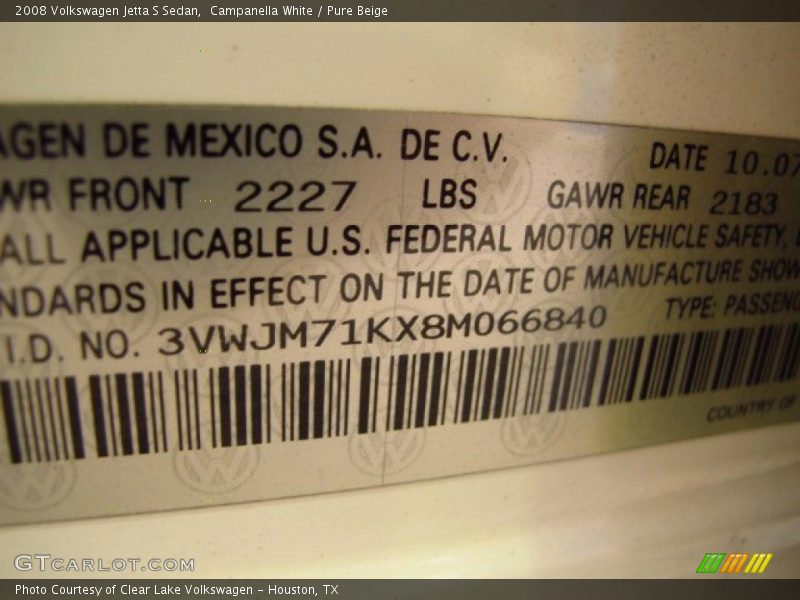 2008 Volkswagen Jetta S Sedan,  Campanella White / Pure Beige
AGEN DE MEXICO S.A. DE C.V. DATE 10.07
WR FRONT 2227 LBS GAWR REAR 2183
ALL APPLICABLE U.S. FEDERAL MOTOR VEHICLE SAFETY,
NDARDS IN EFFECT ON THE DATE OF MANUFACTURE SHOW
I.D. NO. 3VWJM71KX8M066840 TYPE: PASSENG
COUNTRY OF
GTCARLOT.COM
Photo Courtesy of Clear Lake Volkswagen – Houston, TX